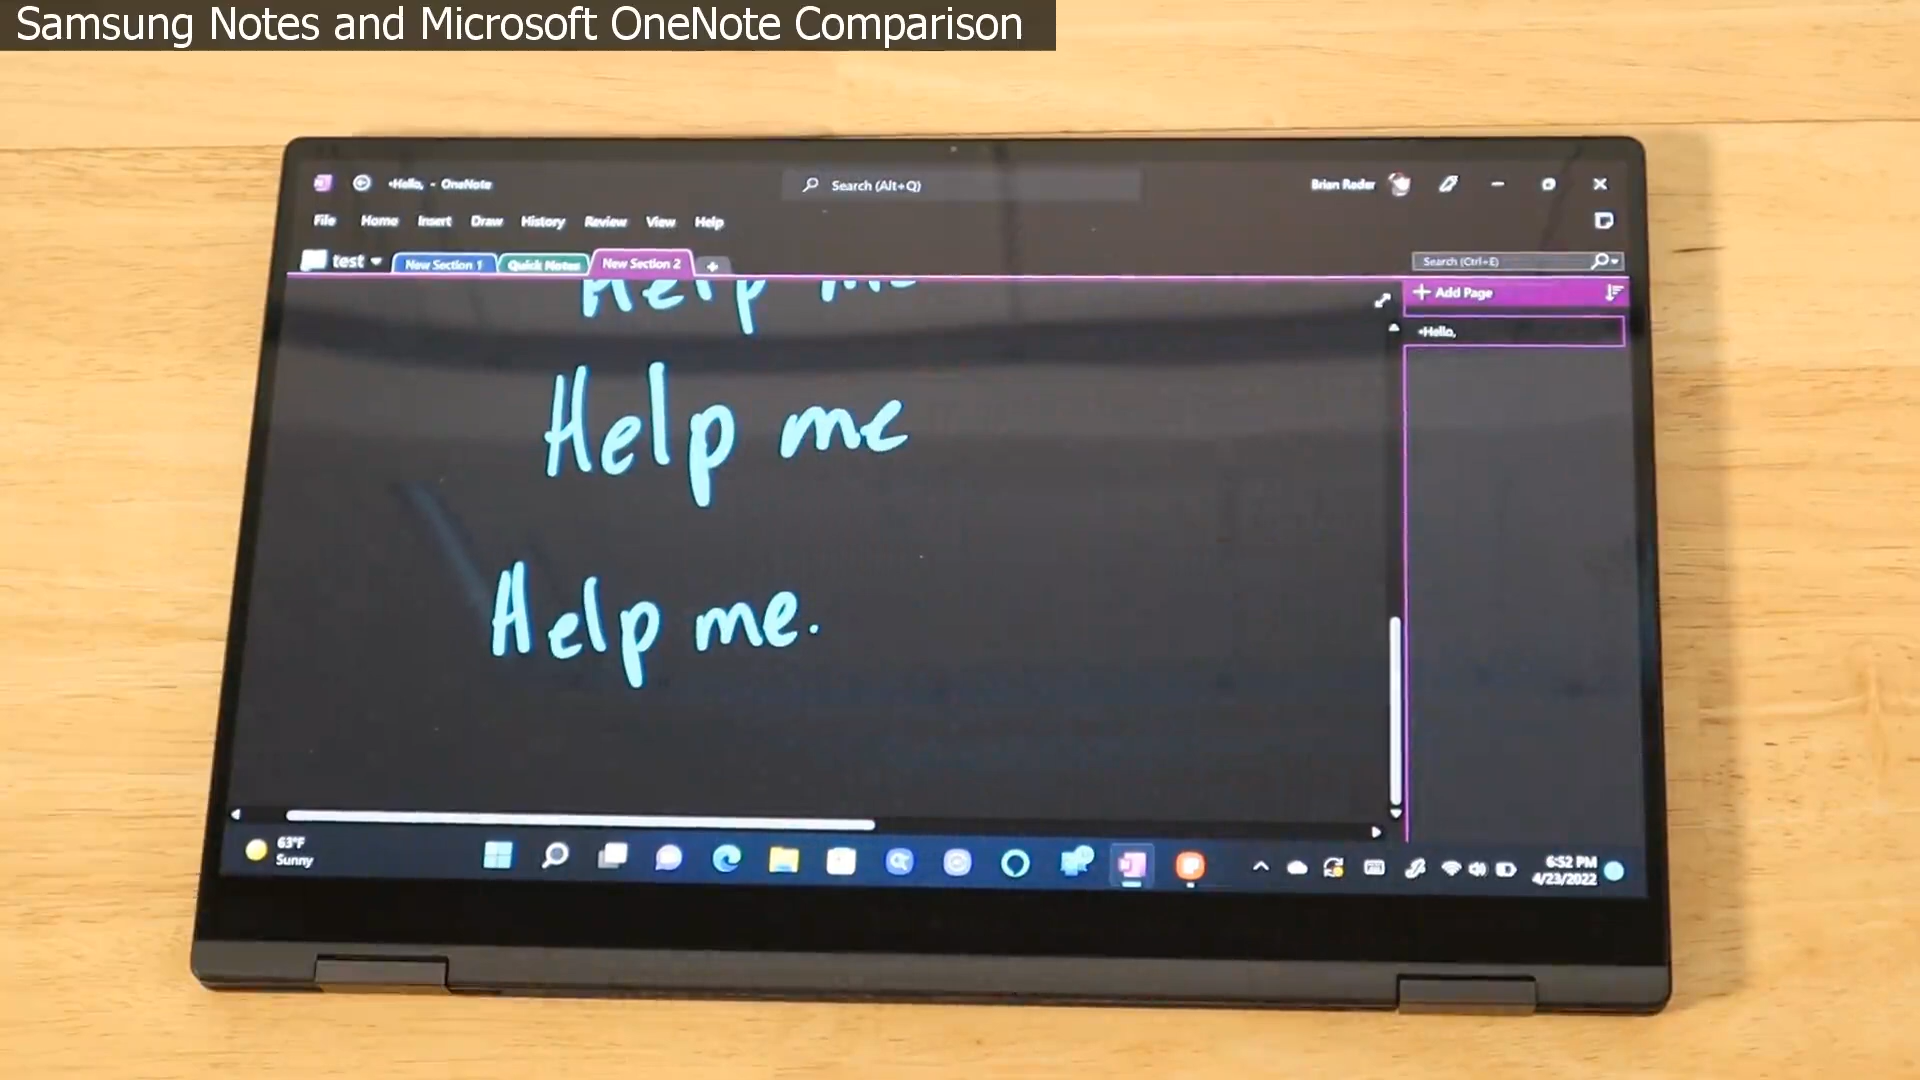 Samsung Notes and Microsoft OneNote Comparison
•Hello, - OneNote
Search (Alt+Q)
Brian Reder
File Home Insert Draw History Review View Help
test New Section 1 Quick Notes New Section 2 +
Search (Ctrl+E)
Help me
+ Add Page
•Hello,
Help me
Help me.
63°F
Sunny
6:52 PM
4/23/2022